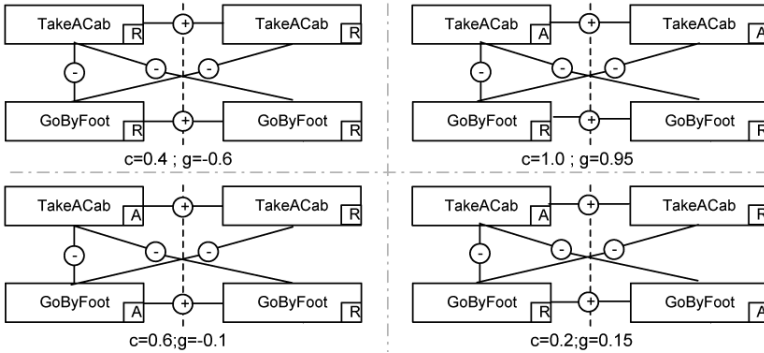 TakeACab R + TakeACab R
- - -
GoByFoot R + GoByFoot R
c=0.4 ; g=-0.6
TakeACab A + TakeACab A
- - -
GoByFoot R + GoByFoot R
c=1.0 ; g=0.95
TakeACab A + TakeACab R
- - -
GoByFoot A + GoByFoot R
c=0.6;g=-0.1
TakeACab A + TakeACab R
- - -
GoByFoot R + GoByFoot A
c=0.2;g=0.15